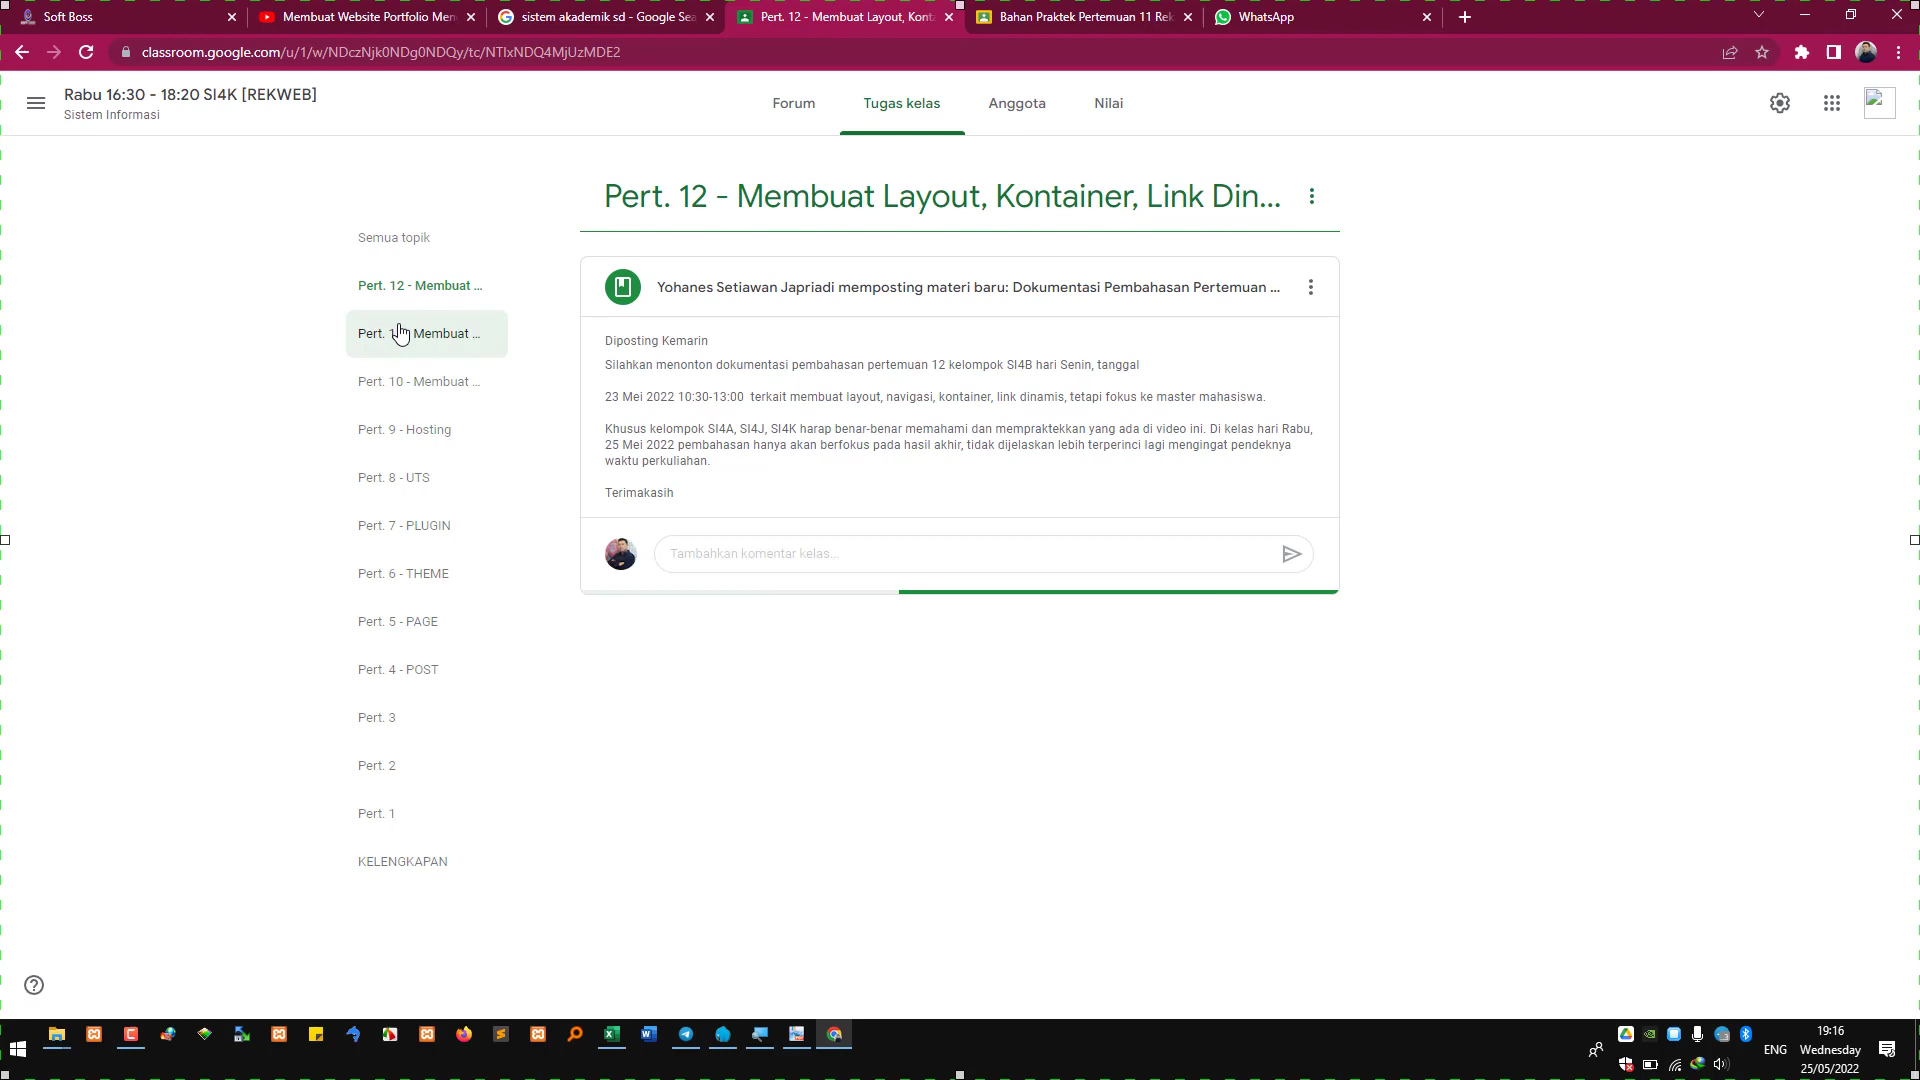 Soft Boss
Membuat Website Portfolio Men
sistem akademik sd - Google Sea
Pert. 12 - Membuat Layout, Konta
Bahan Praktek Pertemuan 11 Rek
WhatsApp
classroom.google.com/u/1/w/NDczNjk0NDg0NDQy/tc/NTIxNDQ4MjUzMDE2
Rabu 16:30 - 18:20 SI4K [REKWEB]
Sistem Informasi
Forum
Tugas kelas
Anggota
Nilai
Pert. 12 - Membuat Layout, Kontainer, Link Din...
Semua topik
Pert. 12 - Membuat ...
Pert. 1 Membuat ...
Pert. 10 - Membuat ...
Pert. 9 - Hosting
Pert. 8 - UTS
Pert. 7 - PLUGIN
Pert. 6 - THEME
Pert. 5 - PAGE
Pert. 4 - POST
Pert. 3
Pert. 2
Pert. 1
KELENGKAPAN
Yohanes Setiawan Japriadi memposting materi baru: Dokumentasi Pembahasan Pertemuan ...
Diposting Kemarin
Silahkan menonton dokumentasi pembahasan pertemuan 12 kelompok SI4B hari Senin, tanggal
23 Mei 2022 10:30-13:00 terkait membuat layout, navigasi, kontainer, link dinamis, tetapi fokus ke master mahasiswa.
Khusus kelompok SI4A, SI4J, SI4K harap benar-benar memahami dan mempraktekkan yang ada di video ini. Di kelas hari Rabu,
25 Mei 2022 pembahasan hanya akan berfokus pada hasil akhir, tidak dijelaskan lebih terperinci lagi mengingat pendeknya
waktu perkuliahan.
Terimakasih
Tambahkan komentar kelas...
19:16
ENG
Wednesday
25/05/2022